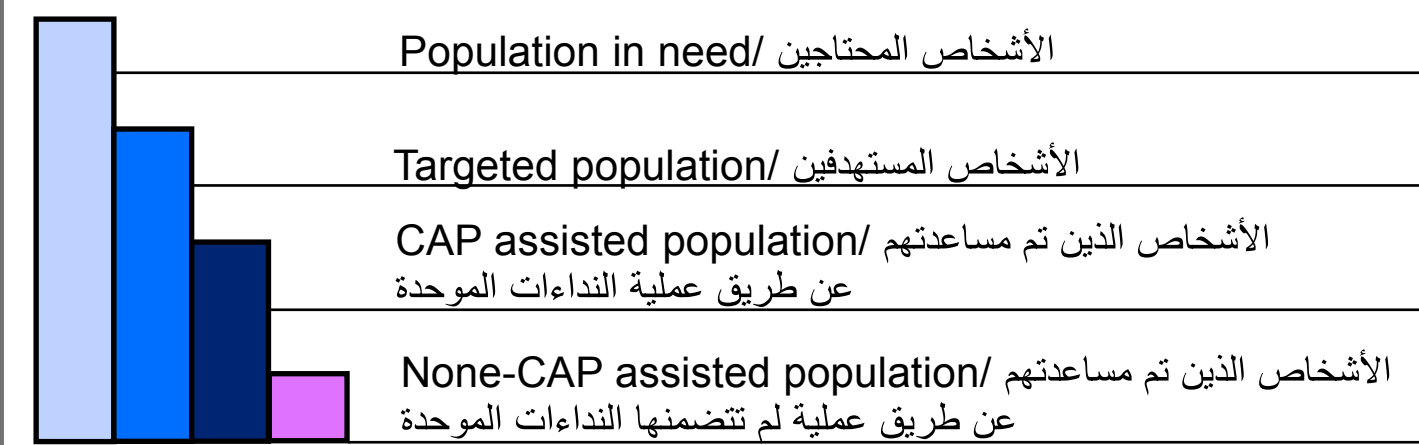 Population in need/ الأشخاص المحتاجين
Targeted population/ الأشخاص المستهدفين
CAP assisted population/ الأشخاص الذين تم مساعدتهم
عن طريق عملية النداءات الموحدة
None-CAP assisted population/ الأشخاص الذين تم مساعدتهم
عن طريق عملية لم تتضمنها النداءات الموحدة